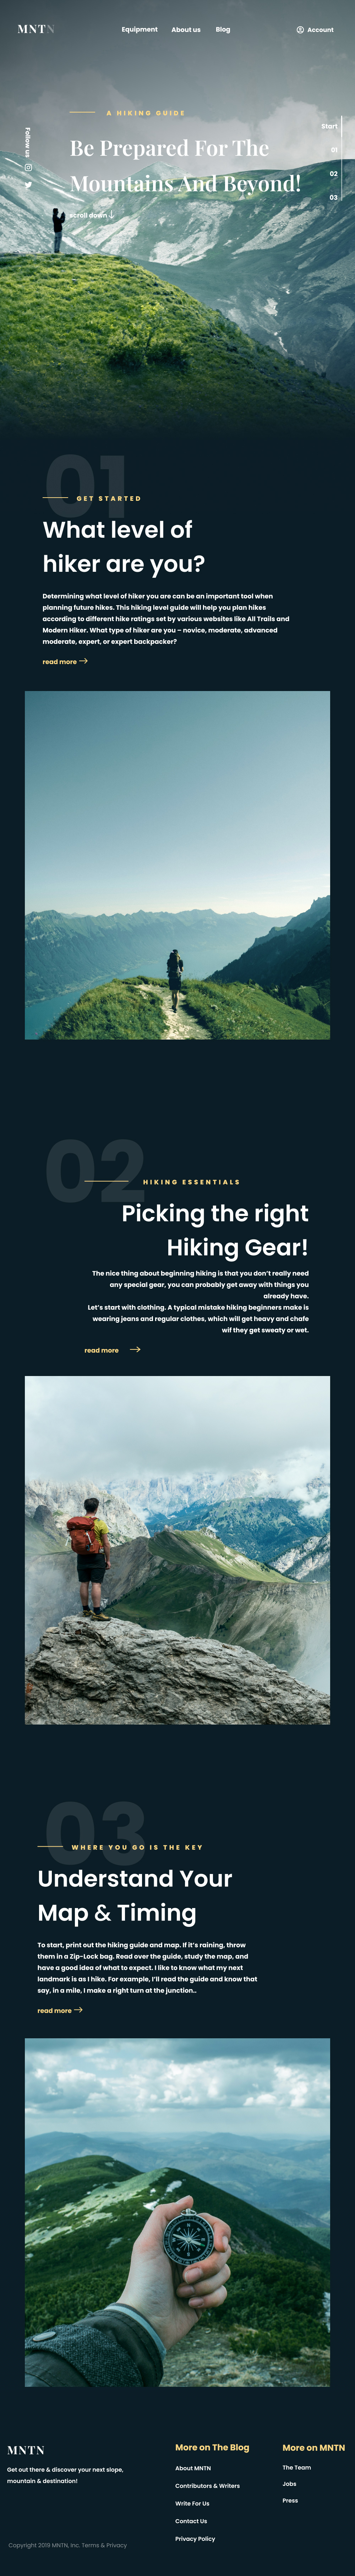 MNTN
Equipment
About us
Blog
Account
Follow us
A HIKING GUIDE
Be Prepared For The
Mountains And Beyond!
scroll down
Start
01
02
03
01
GET STARTED
What level of
hiker are you?
Determining what level of hiker you are can be an important tool when
planning future hikes. This hiking level guide will help you plan hikes
according to different hike ratings set by various websites like All Trails and
Modern Hiker. What type of hiker are you – novice, moderate, advanced
moderate, expert, or expert backpacker?
read more
02
HIKING ESSENTIALS
Picking the right
Hiking Gear!
The nice thing about beginning hiking is that you don't really need
any special gear, you can probably get away with things you
already have.
Let's start with clothing. A typical mistake hiking beginners make is
wearing jeans and regular clothes, which will get heavy and chafe
wif they get sweaty or wet.
read more
03
WHERE YOU GO IS THE KEY
Understand Your
Map & Timing
To start, print out the hiking guide and map. If it's raining, throw
them in a Zip-Lock bag. Read over the guide, study the map, and
have a good idea of what to expect. I like to know what my next
landmark is as I hike. For example, I'll read the guide and know that
say, in a mile, I make a right turn at the junction..
read more
MNTN
Get out there & discover your next slope,
mountain & destination!
Copyright 2019 MNTN, Inc. Terms & Privacy
More on The Blog
About MNTN
Contributors & Writers
Write For Us
Contact Us
Privacy Policy
More on MNTN
The Team
Jobs
Press